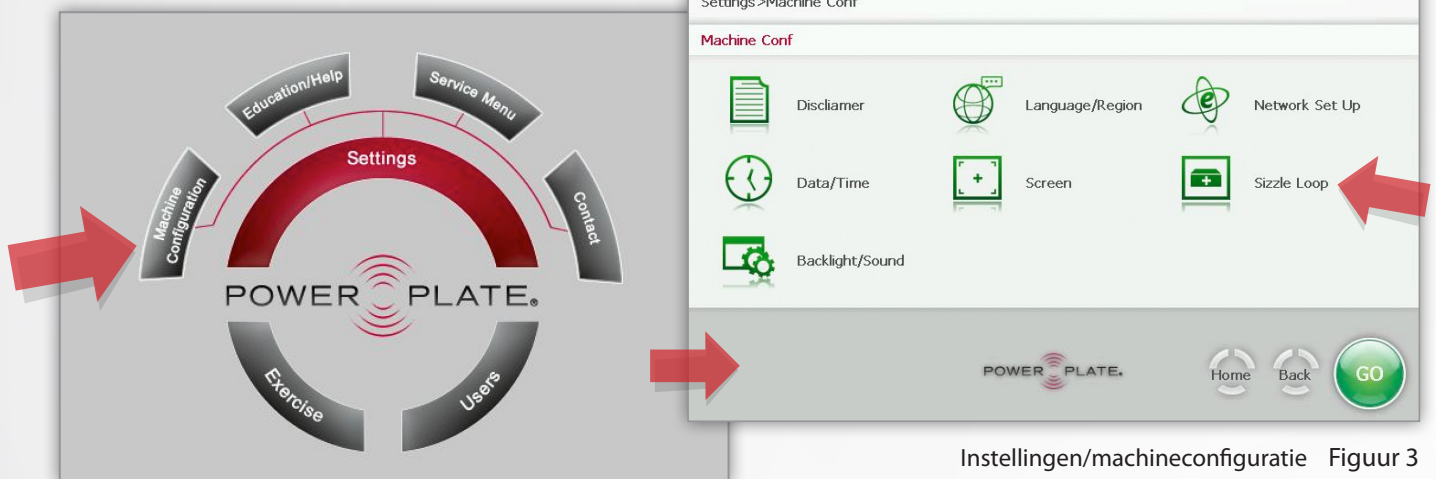 Education/Help
Service Menu
Machine
Configuration
Settings
Contact
POWER PLATE®
Exercise
Users
Settings>Machine Conf
Machine Conf
Discliamer
Language/Region
Network Set Up
Data/Time
Screen
Sizzle Loop
Backlight/Sound
POWER PLATE®
Home
Back
GO
Instellingen/machineconfiguratie Figuur 3